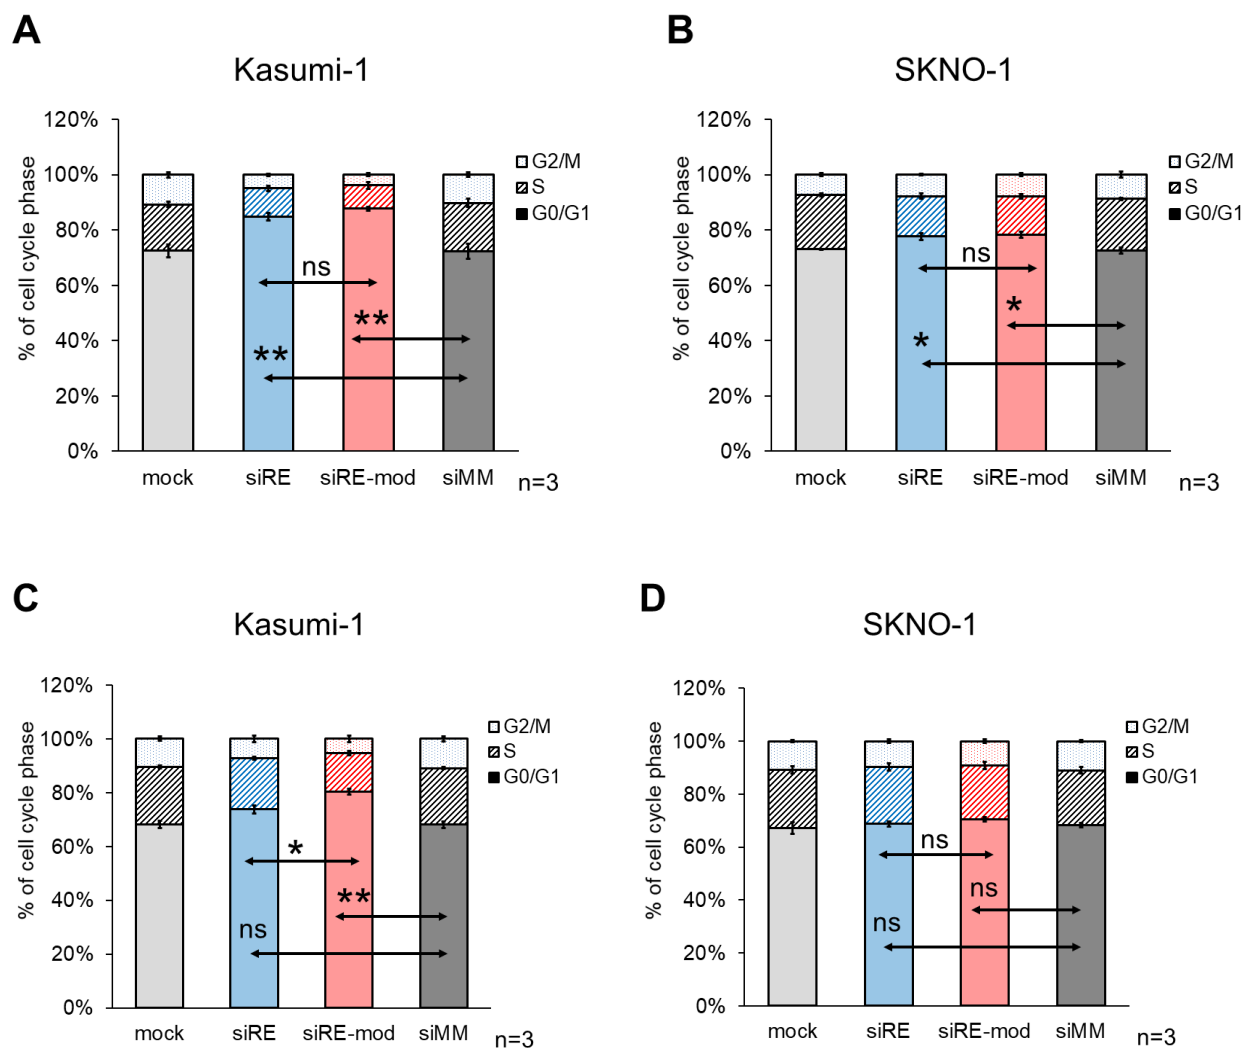 A
Kasumi-1
120%
100%
80%
60%
40%
20%
0%
% of cell cycle phase
G2/M
S
G0/G1
ns
**
**
mock siRE siRE-mod siMM n=3
B
SKNO-1
120%
100%
80%
60%
40%
20%
0%
% of cell cycle phase
G2/M
S
G0/G1
ns
*
*
mock siRE siRE-mod siMM n=3
C
Kasumi-1
120%
100%
80%
60%
40%
20%
0%
% of cell cycle phase
G2/M
S
G0/G1
*
**
ns
mock siRE siRE-mod siMM n=3
D
SKNO-1
120%
100%
80%
60%
40%
20%
0%
% of cell cycle phase
G2/M
S
G0/G1
ns
ns
ns
mock siRE siRE-mod siMM n=3